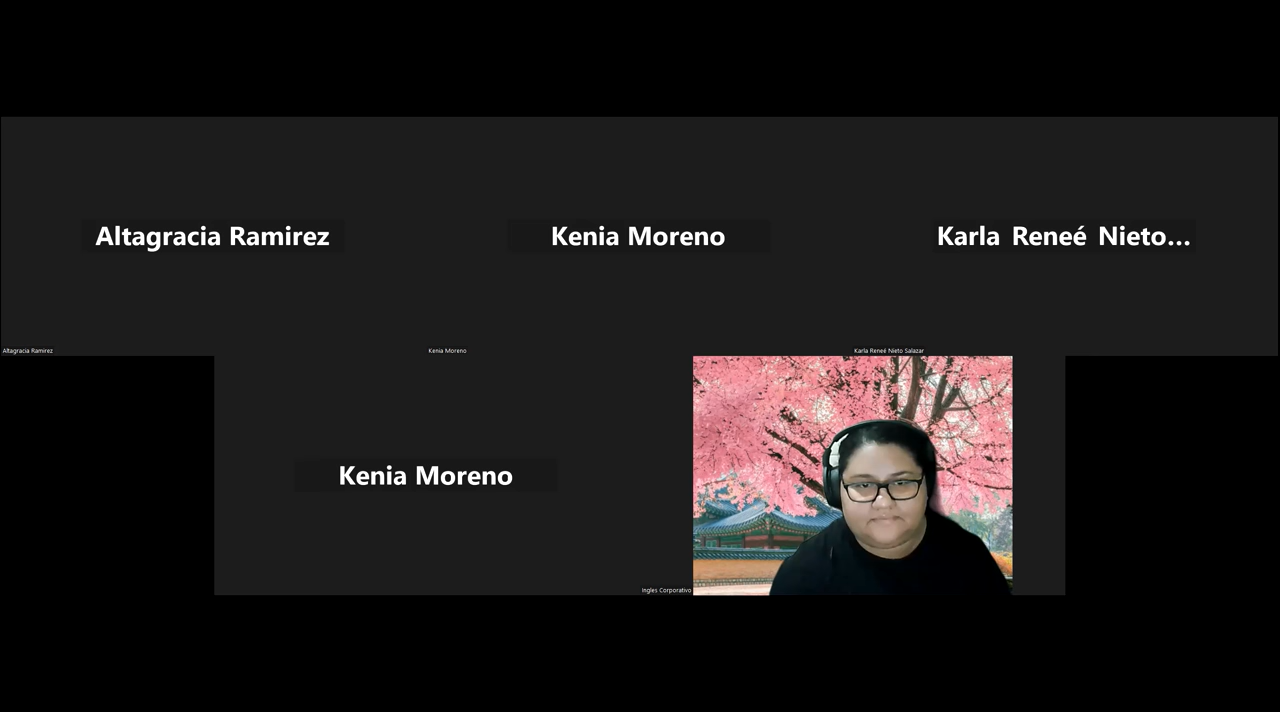 Altagracia Ramirez
Kenia Moreno
Karla Reneé Nieto...
Altagracia Ramirez
Kenia Moreno
Karla Reneé Nieto Salazar
Kenia Moreno
Ingles Corporativo